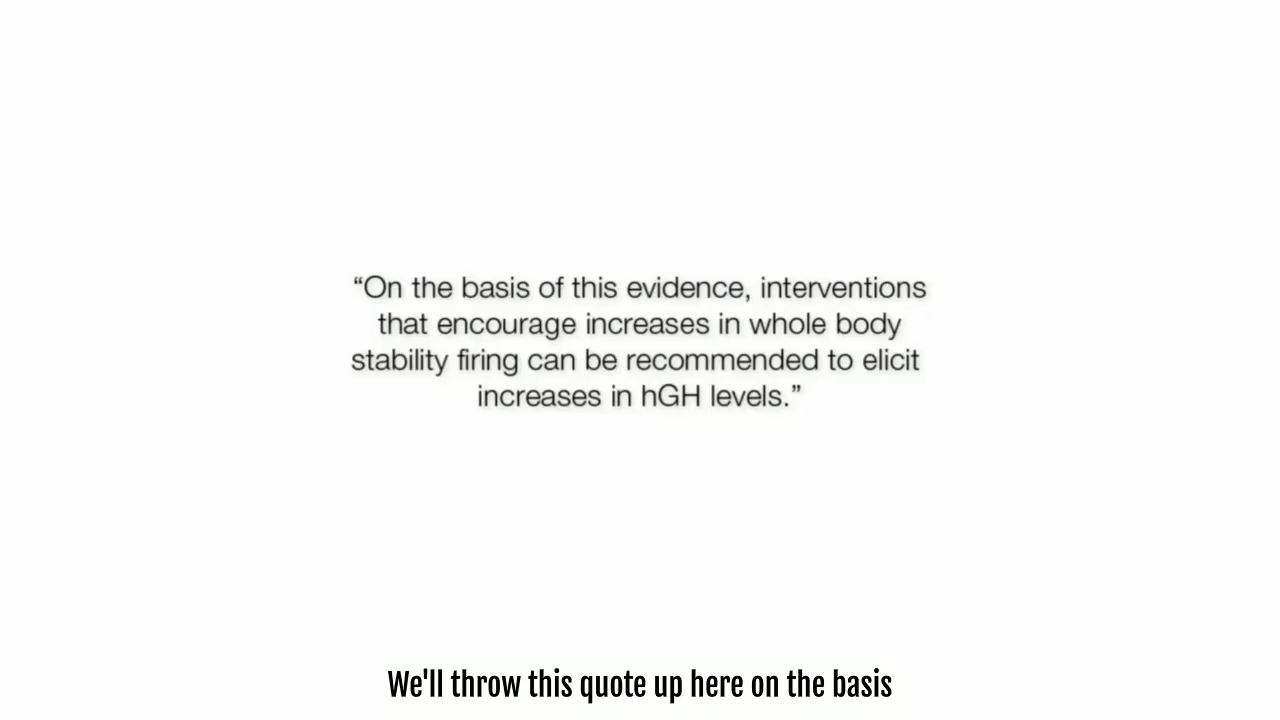 “On the basis of this evidence, interventions
that encourage increases in whole body
stability firing can be recommended to elicit
increases in hGH levels.”
We'll throw this quote up here on the basis